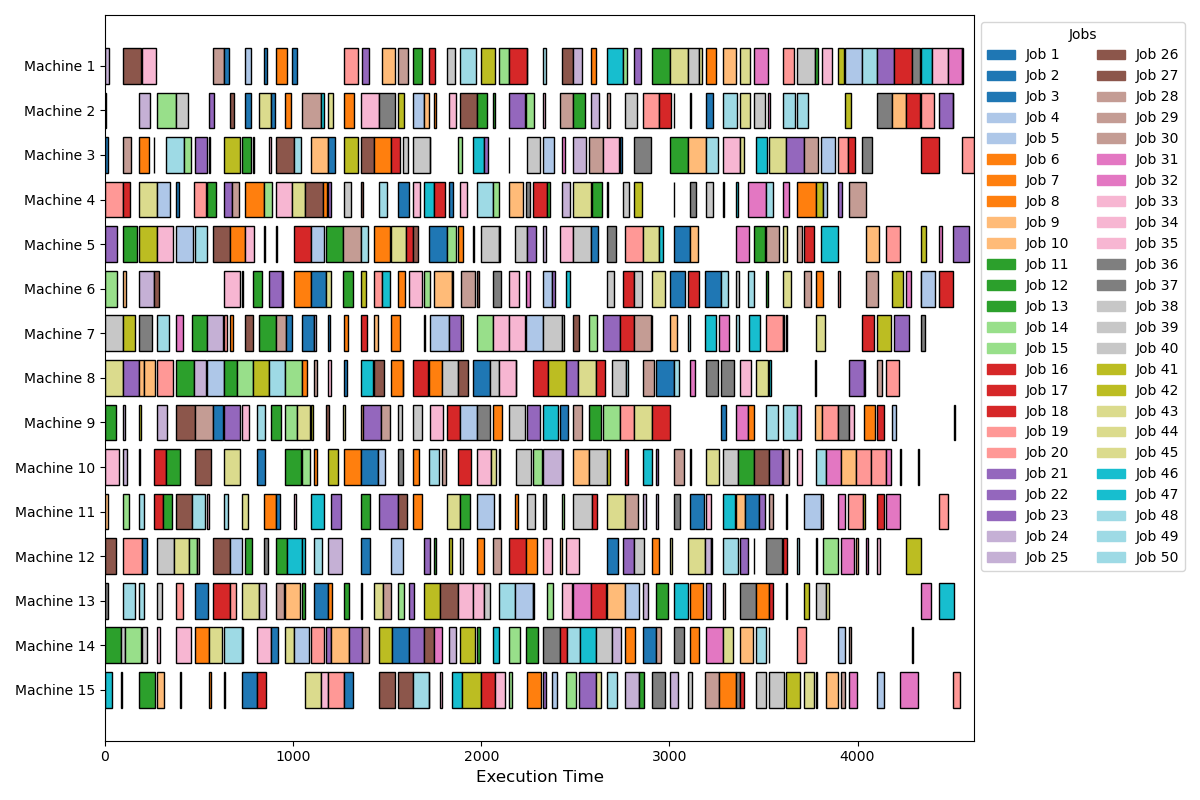 Machine 1
Machine 2
Machine 3
Machine 4
Machine 5
Machine 6
Machine 7
Machine 8
Machine 9
Machine 10
Machine 11
Machine 12
Machine 13
Machine 14
Machine 15
0 1000 2000 3000 4000
Execution Time
Jobs
Job 1
Job 2
Job 3
Job 4
Job 5
Job 6
Job 7
Job 8
Job 9
Job 10
Job 11
Job 12
Job 13
Job 14
Job 15
Job 16
Job 17
Job 18
Job 19
Job 20
Job 21
Job 22
Job 23
Job 24
Job 25
Job 26
Job 27
Job 28
Job 29
Job 30
Job 31
Job 32
Job 33
Job 34
Job 35
Job 36
Job 37
Job 38
Job 39
Job 40
Job 41
Job 42
Job 43
Job 44
Job 45
Job 46
Job 47
Job 48
Job 49
Job 50